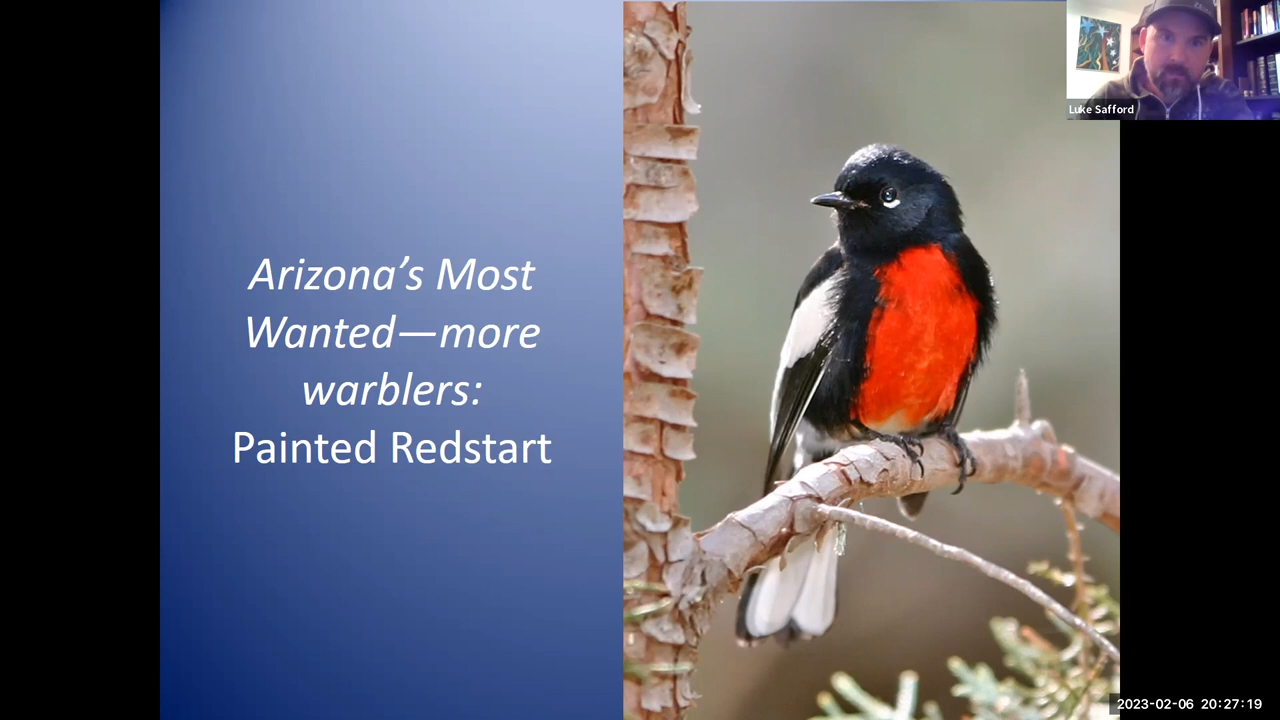 Arizona’s Most
Wanted—more
warblers:
Painted Redstart
Luke Safford
2023-02-06 20:27:19